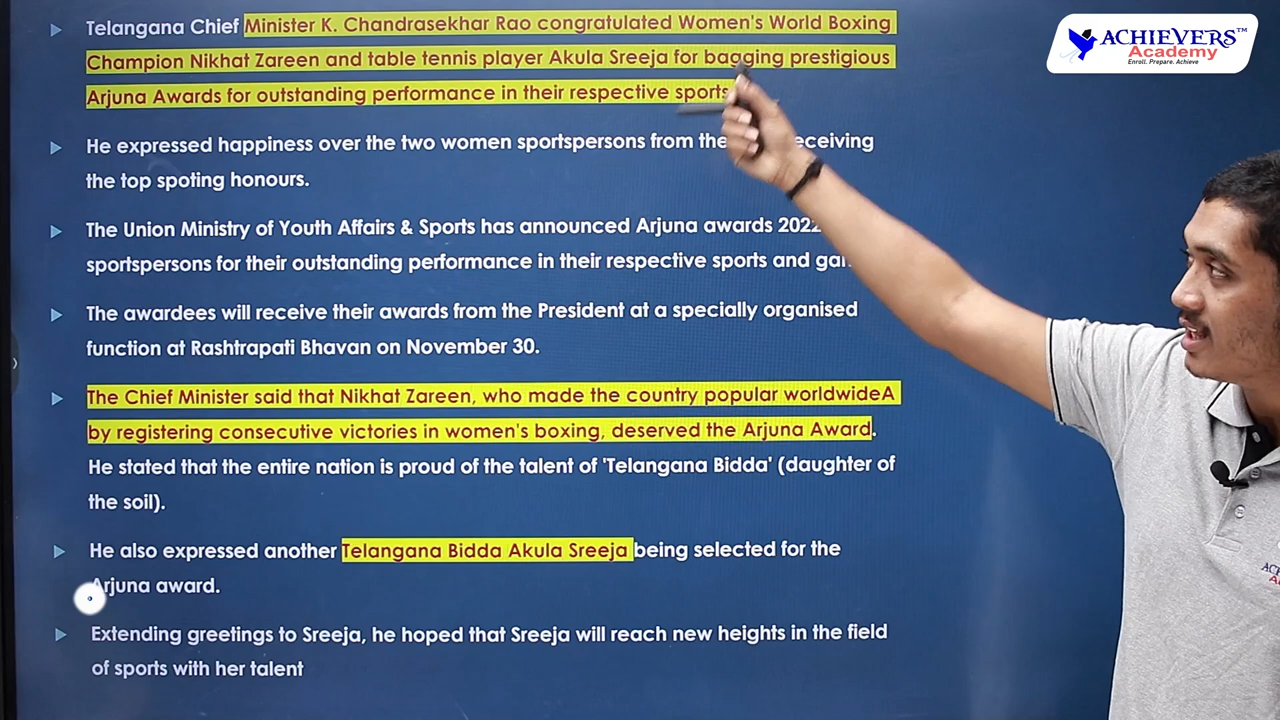 Telangana Chief Minister K. Chandrasekhar Rao congratulated Women's World Boxing
Champion Nikhat Zareen and table tennis player Akula Sreeja for bagging prestigious
Arjuna Awards for outstanding performance in their respective sports
He expressed happiness over the two women sportspersons from the
the top spoting honours.
The Union Ministry of Youth Affairs & Sports has announced Arjuna awards 2022
sportspersons for their outstanding performance in their respective sports and
The awardees will receive their awards from the President at a specially organised
function at Rashtrapati Bhavan on November 30.
The Chief Minister said that Nikhat Zareen, who made the country popular worldwideA
by registering consecutive victories in women's boxing, deserved the Arjuna Award.
He stated that the entire nation is proud of the talent of 'Telangana Bidda' (daughter of
the soil).
He also expressed another Telangana Bidda Akula Sreeja being selected for the
Arjuna award.
Extending greetings to Sreeja, he hoped that Sreeja will reach new heights in the field
of sports with her talent
ACHIEVERS™
Academy
Enroll. Prepare. Achieve